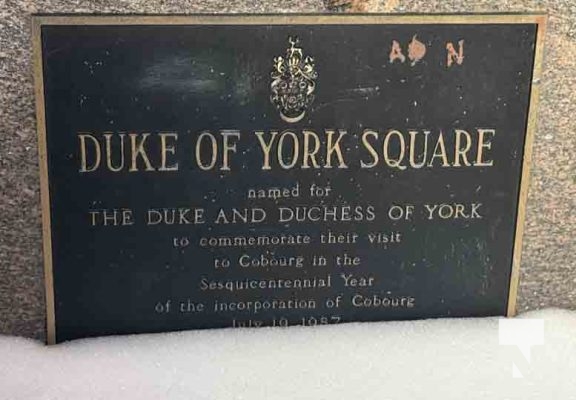 A N
DUKE OF YORK SQUARE
named for
THE DUKE AND DUCHESS OF YORK
to commemorate their visit
to Cobourg in the
Sesquicentennial Year
of the incorporation of Cobourg
July 19 1987